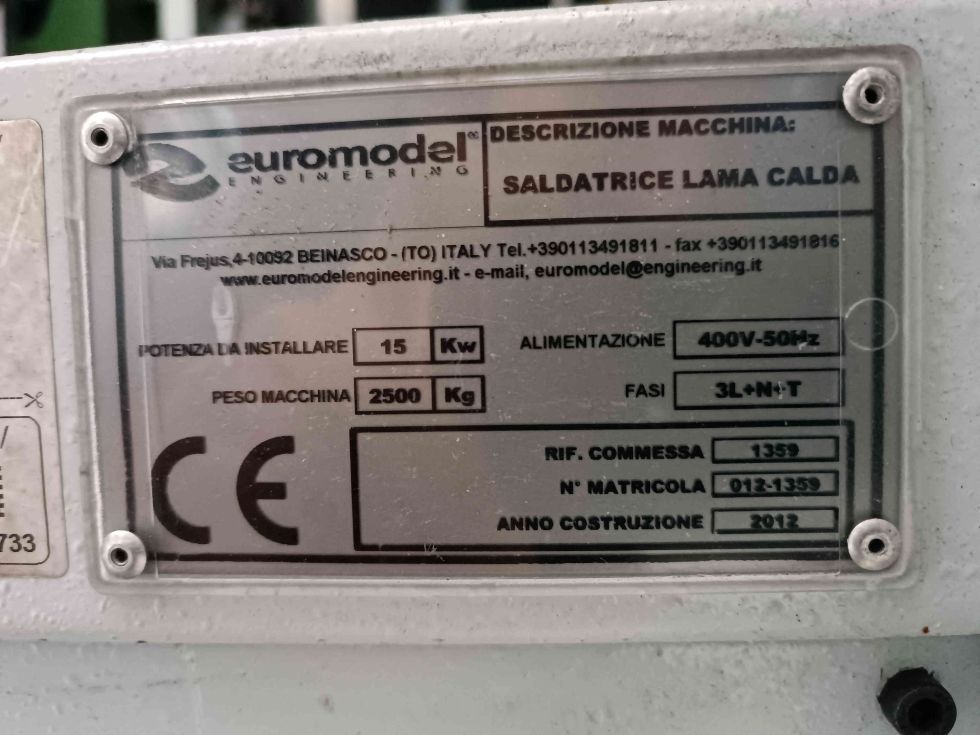 euromodel
ENGINEERING
DESCRIZIONE MACCHINA:
SALDATRICE LAMA CALDA
Via Frejus,4-10092 BEINASCO - (TO) ITALY Tel.+390113491811 - fax +390113491816
www.euromodelengineering.it - e-mail, euromodel@engineering.it
POTENZA DA INSTALLARE 15 Kw
ALIMENTAZIONE 400V-50Hz
PESO MACCHINA 2500 Kg
FASI 3L+N+T
CE
RIF. COMMESSA 1359
N° MATRICOLA 012-1359
ANNO COSTRUZIONE 2012
733